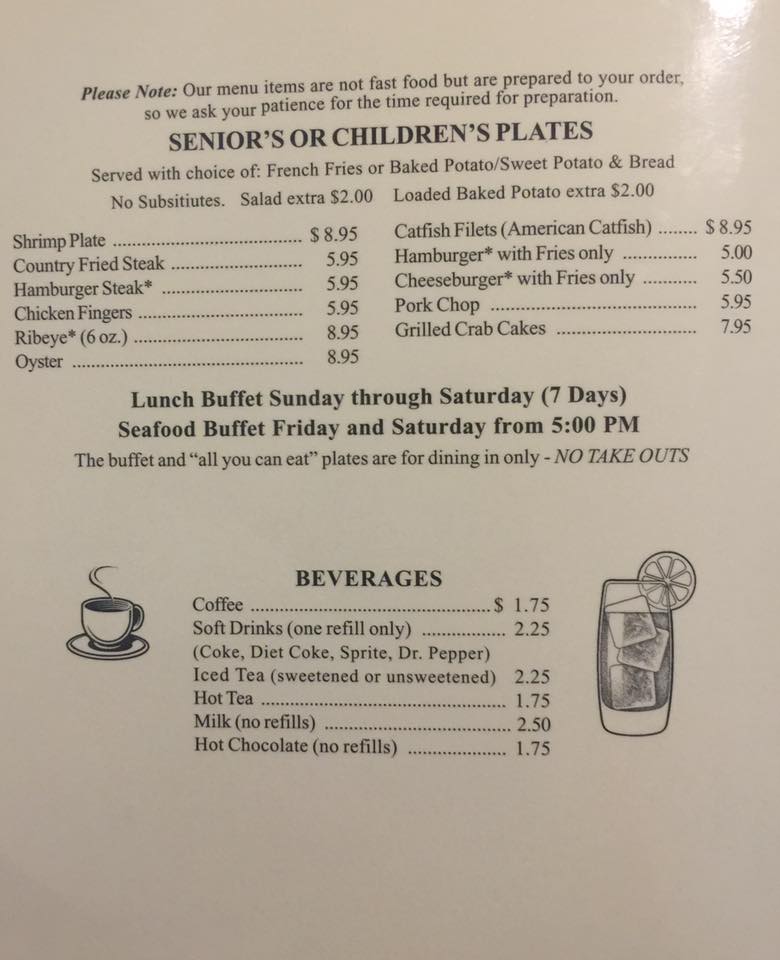 Please Note: Our menu items are not fast food but are prepared to your order,
so we ask your patience for the time required for preparation.
SENIOR'S OR CHILDREN'S PLATES
Served with choice of: French Fries or Baked Potato/Sweet Potato & Bread
No Subsitiutes. Salad extra $2.00 Loaded Baked Potato extra $2.00
Shrimp Plate ................................. $ 8.95
Country Fried Steak ....................... 5.95
Hamburger Steak* ........................ 5.95
Chicken Fingers ............................ 5.95
Ribeye* (6 oz.) ............................. 8.95
Oyster ........................................ 8.95
Catfish Filets (American Catfish) ........ $ 8.95
Hamburger* with Fries only ............... 5.00
Cheeseburger* with Fries only ........... 5.50
Pork Chop ......................................... 5.95
Grilled Crab Cakes ............................ 7.95
Lunch Buffet Sunday through Saturday (7 Days)
Seafood Buffet Friday and Saturday from 5:00 PM
The buffet and "all you can eat" plates are for dining in only - NO TAKE OUTS
BEVERAGES
Coffee .......................................... $ 1.75
Soft Drinks (one refill only) ................ 2.25
(Coke, Diet Coke, Sprite, Dr. Pepper)
Iced Tea (sweetened or unsweetened) 2.25
Hot Tea ............................................ 1.75
Milk (no refills) ................................. 2.50
Hot Chocolate (no refills) ................... 1.75